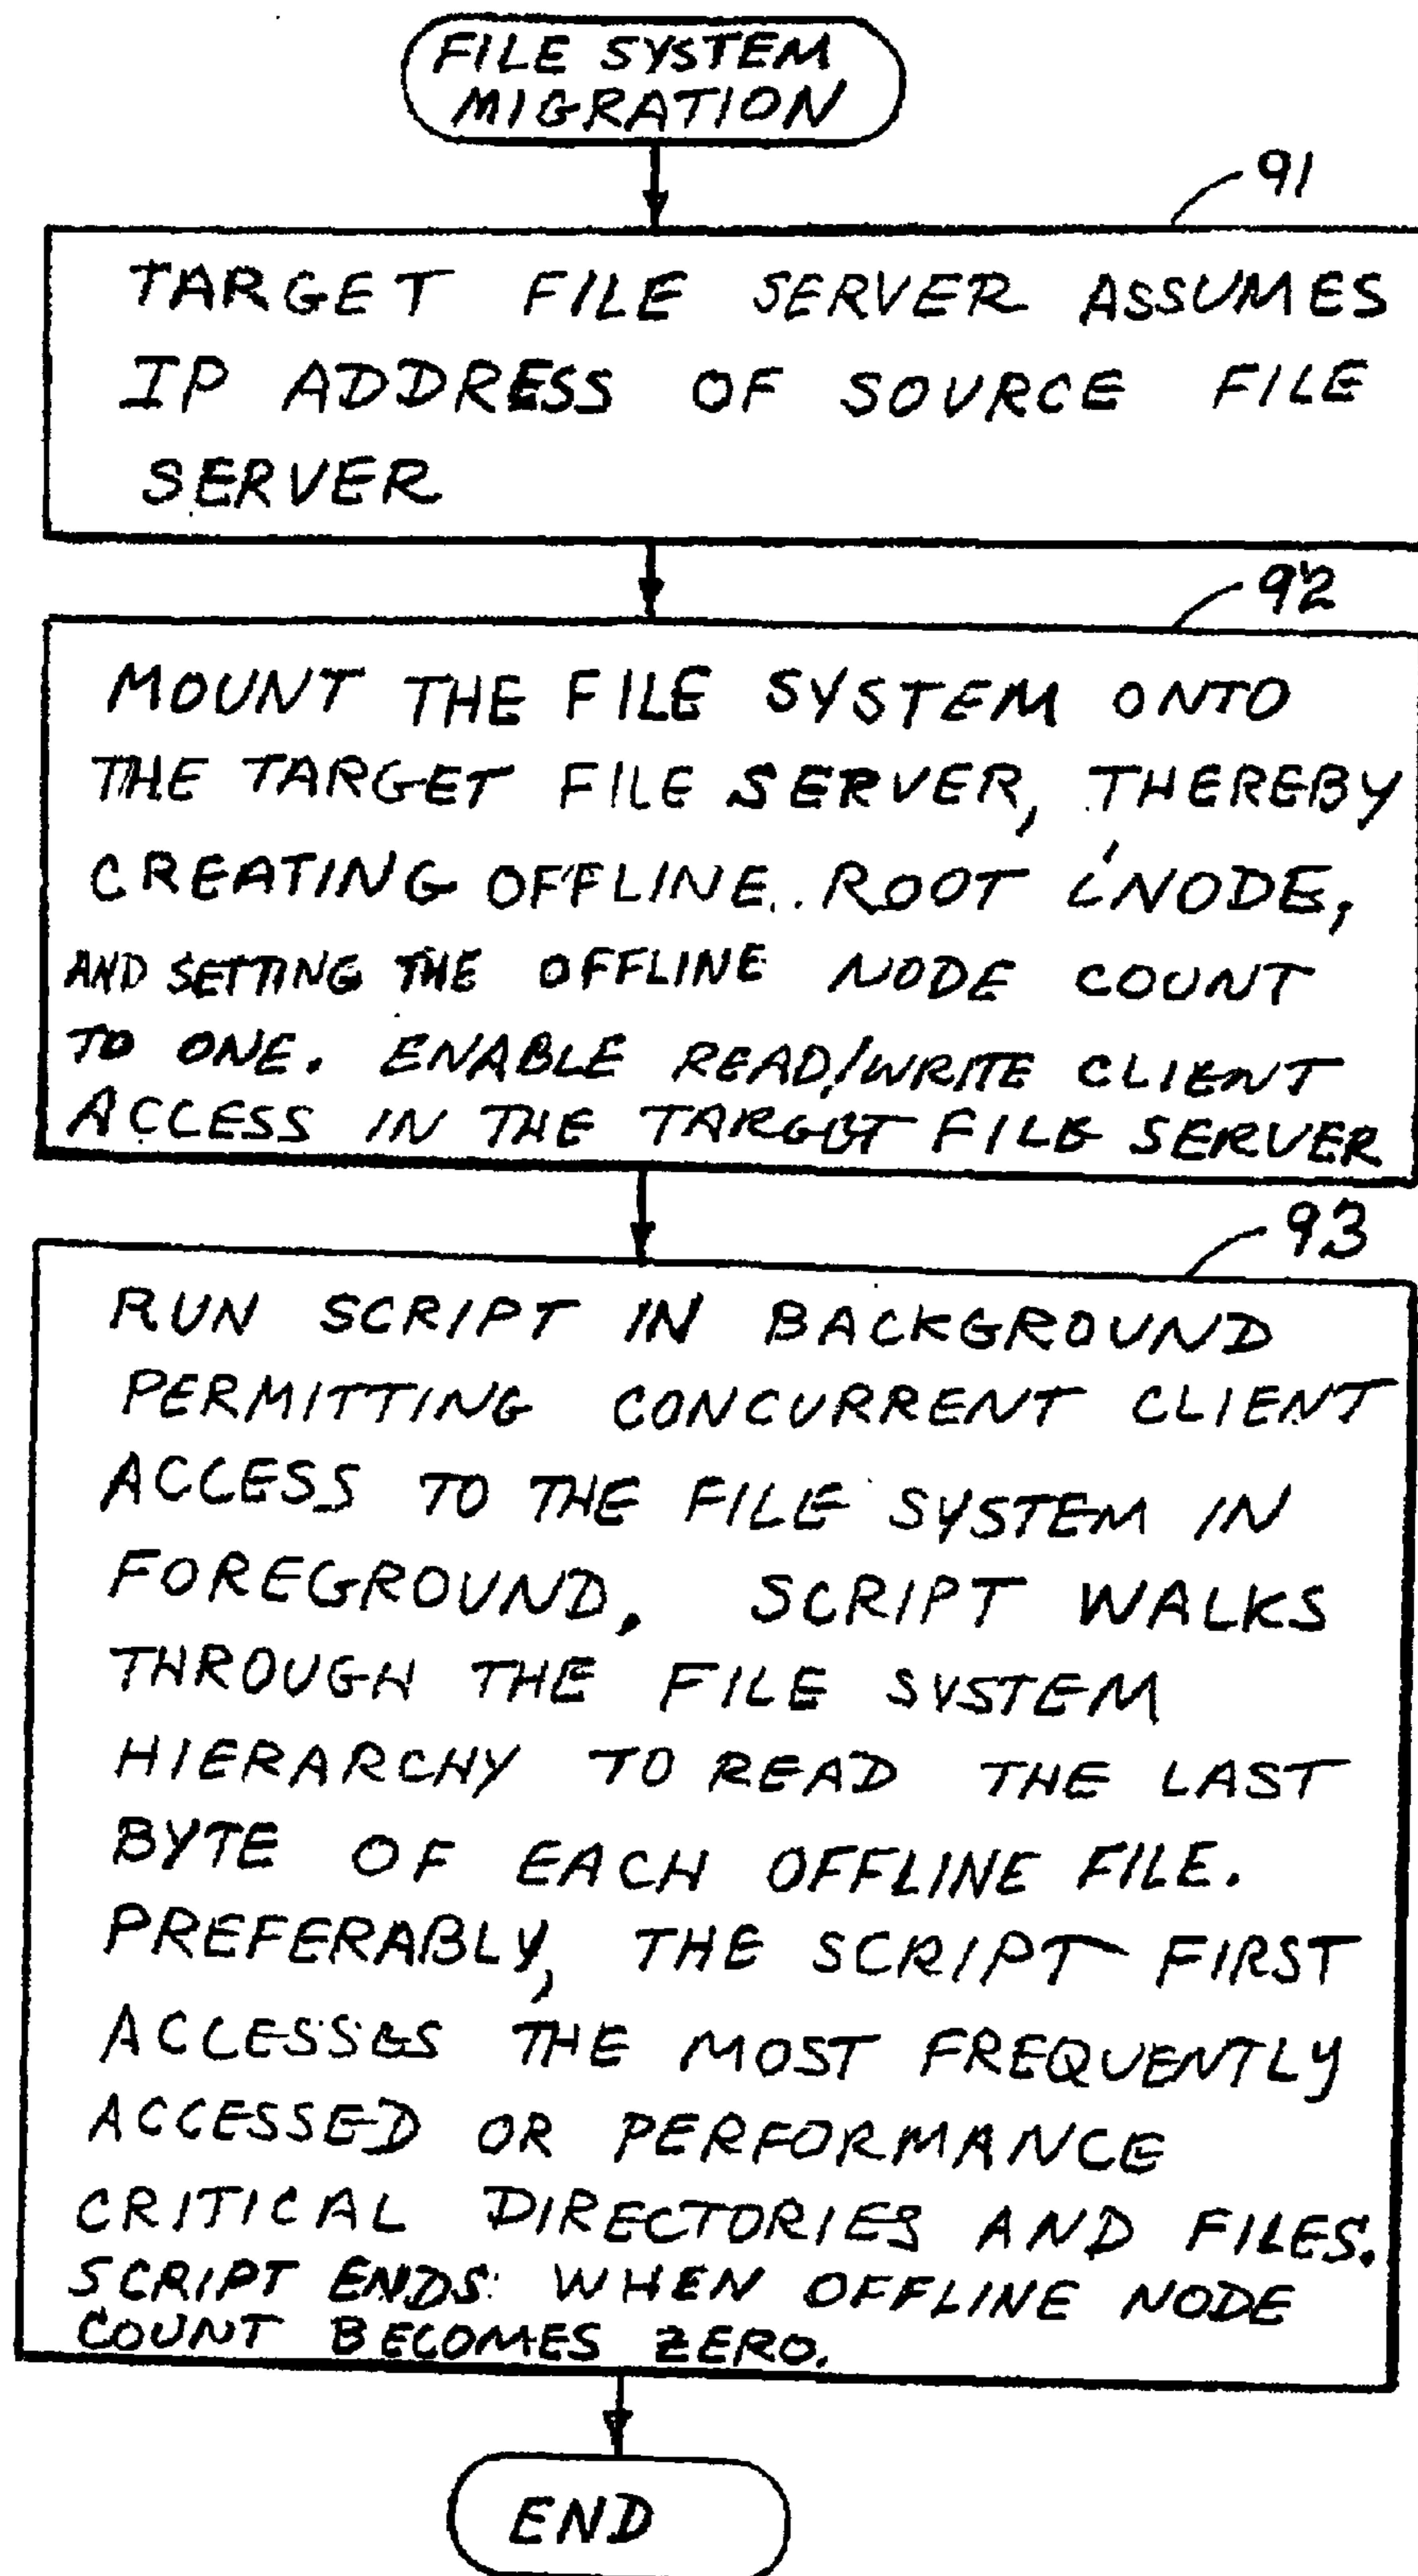 FILE SYSTEM
MIGRATION
91
TARGET FILE SERVER ASSUMES
IP ADDRESS OF SOURCE FILE
SERVER
92
MOUNT THE FILE SYSTEM ONTO
THE TARGET FILE SERVER, THEREBY
CREATING OFFLINE ROOT iNODE,
AND SETTING THE OFFLINE NODE COUNT
TO ONE. ENABLE READ/WRITE CLIENT
ACCESS IN THE TARGET FILE SERVER
93
RUN SCRIPT IN BACKGROUND
PERMITTING CONCURRENT CLIENT
ACCESS TO THE FILE SYSTEM IN
FOREGROUND. SCRIPT WALKS
THROUGH THE FILE SYSTEM
HIERARCHY TO READ THE LAST
BYTE OF EACH OFFLINE FILE.
PREFERABLY, THE SCRIPT FIRST
ACCESSES THE MOST FREQUENTLY
ACCESSED OR PERFORMANCE
CRITICAL DIRECTORIES AND FILES.
SCRIPT ENDS WHEN OFFLINE NODE
COUNT BECOMES ZERO.
END